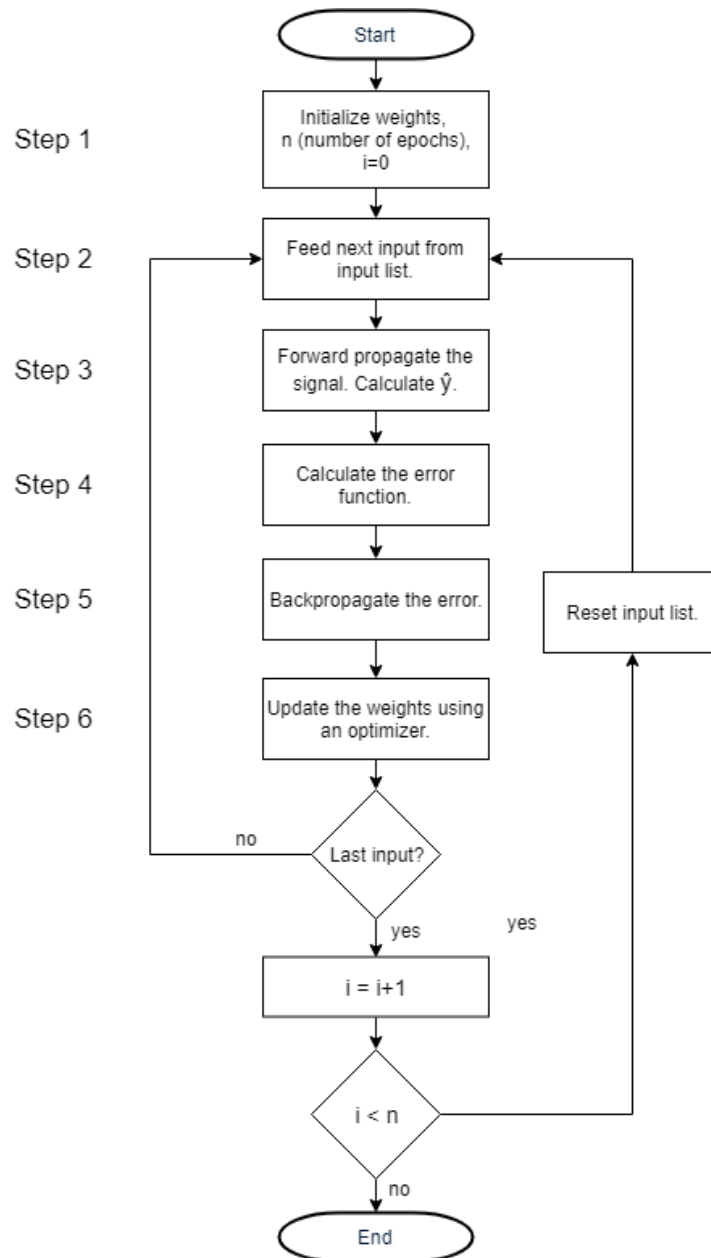 Start
Step 1
Initialize weights,
n (number of epochs),
i=0
Step 2
Feed next input from
input list.
Step 3
Forward propagate the
signal. Calculate ŷ.
Step 4
Calculate the error
function.
Step 5
Backpropagate the error.
Reset input list.
Step 6
Update the weights using
an optimizer.
no
Last input?
yes
yes
i = i+1
i < n
no
End